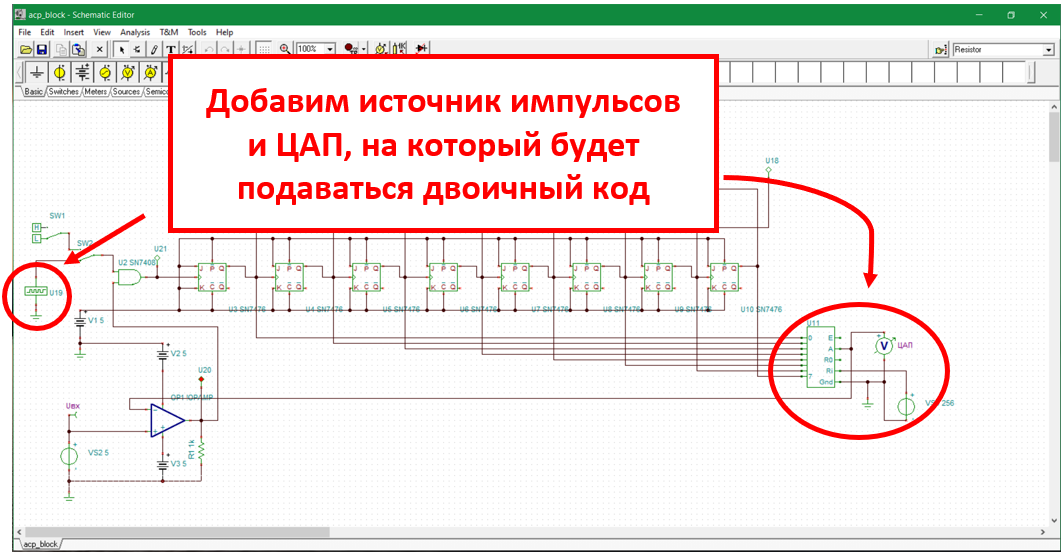 acp_block - Schematic Editor
File Edit Insert View Analysis T&M Tools Help
100%
Resistor
Basic Switches Meters Sources Semico
Добавим источник импульсов
и ЦАП, на который будет
подаваться двоичный код
U18
SW1
H
L
SW2
U21
U2 SN7408
J P Q J P Q J P Q J P Q J P Q J P Q J P Q J P Q
K C Q K C Q K C Q K C Q K C Q K C Q K C Q K C Q
U19
U3 SN7476 U4 SN7476 U5 SN7476 U6 SN7476 U7 SN7476 U8 SN7476 U9 SN7476 U10 SN7476
V1 5
U11
0 E
A
R0
Ri
7 Gnd
V ЦАП
V2 5
U20
OP1 !OPAMP
Uвх
VS 256
VS2 5
R1 1k
V3 5
acp_block